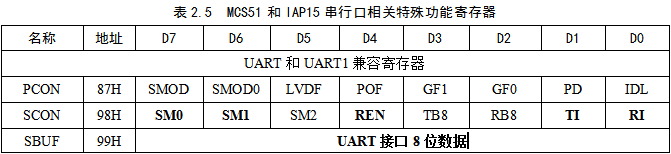 表 2.5 MCS51 和 IAP15 串行口相关特殊功能寄存器
名称 地址 D7 D6 D5 D4 D3 D2 D1 D0
UART 和 UART1 兼容寄存器
PCON 87H SMOD SMOD0 LVDF POF GF1 GF0 PD IDL
SCON 98H SM0 SM1 SM2 REN TB8 RB8 TI RI
SBUF 99H UART 接口 8 位数据